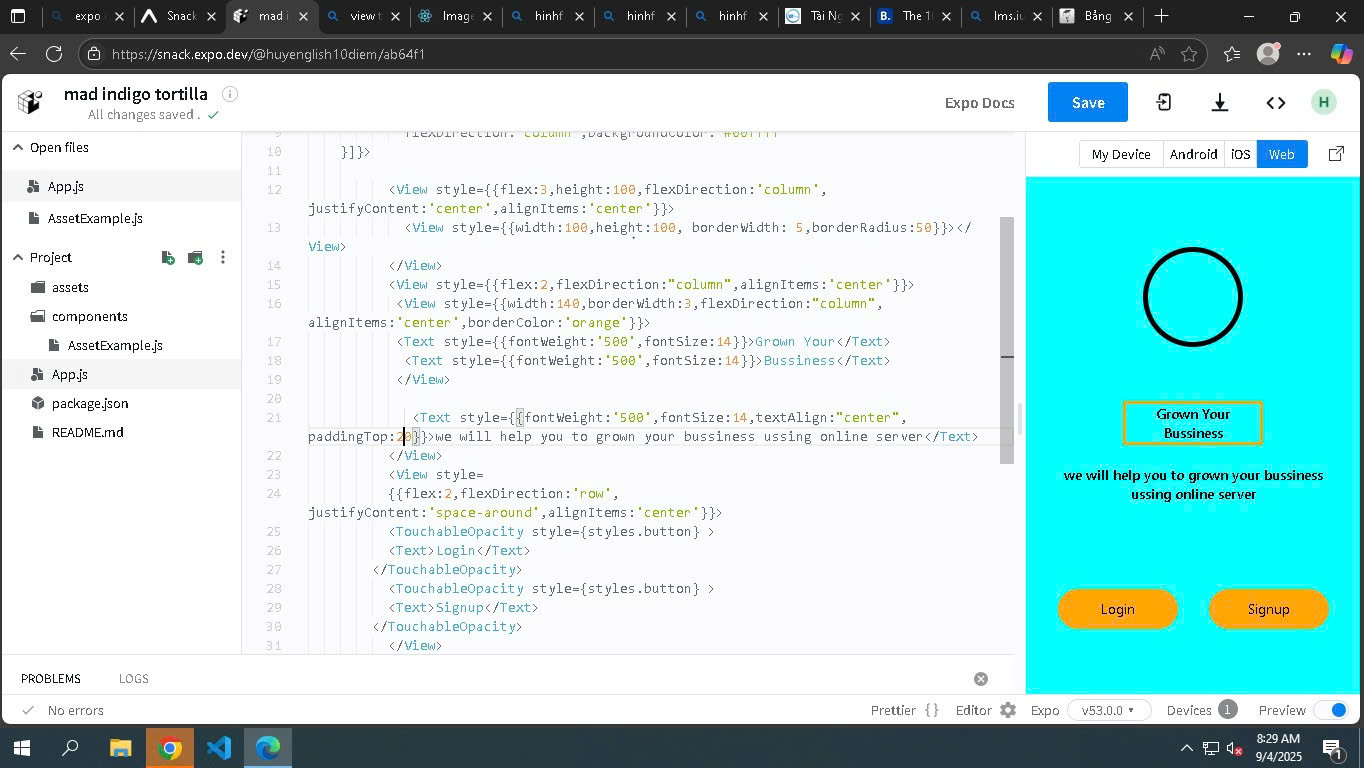 expo
Snack
mad i
view t
Image
hinhf
hinhf
hinhf
Tài Ng
The 1
lms.iu
Bảng
https://snack.expo.dev/@huyenglish10diem/ab64f1
mad indigo tortilla
All changes saved .
Expo Docs
Save
H
Open files
App.js
AssetExample.js
Project
assets
components
AssetExample.js
App.js
package.json
README.md
9 flexDirection:'column',backgroundColor:'#00ffff'
10 }]}>
11
12 <View style={{flex:3,height:100,flexDirection:'column',
justifyContent:'center',alignItems:'center'}}>
13 <View style={{width:100,height:100, borderWidth: 5,borderRadius:50}}></
View>
14 </View>
15 <View style={{flex:2,flexDirection:"column",alignItems:'center'}}>
16 <View style={{width:140,borderWidth:3,flexDirection:"column",
alignItems:'center',borderColor:'orange'}}>
17 <Text style={{fontWeight:'500',fontSize:14}}>Grown Your</Text>
18 <Text style={{fontWeight:'500',fontSize:14}}>Bussiness</Text>
19 </View>
20
21 <Text style={{fontWeight:'500',fontSize:14,textAlign:"center",
paddingTop:20}}>we will help you to grown your bussiness ussing online server</Text>
22 </View>
23 <View style=
24 {{flex:2,flexDirection:'row',
justifyContent:'space-around',alignItems:'center'}}>
25 <TouchableOpacity style={styles.button} >
26 <Text>Login</Text>
27 </TouchableOpacity>
28 <TouchableOpacity style={styles.button} >
29 <Text>Signup</Text>
30 </TouchableOpacity>
31 </View>
My Device
Android
iOS
Web
Grown Your
Bussiness
we will help you to grown your bussiness
ussing online server
Login
Signup
PROBLEMS
LOGS
No errors
Prettier {}
Editor
Expo
v53.0.0
Devices 1
Preview
8:29 AM
9/4/2025
1